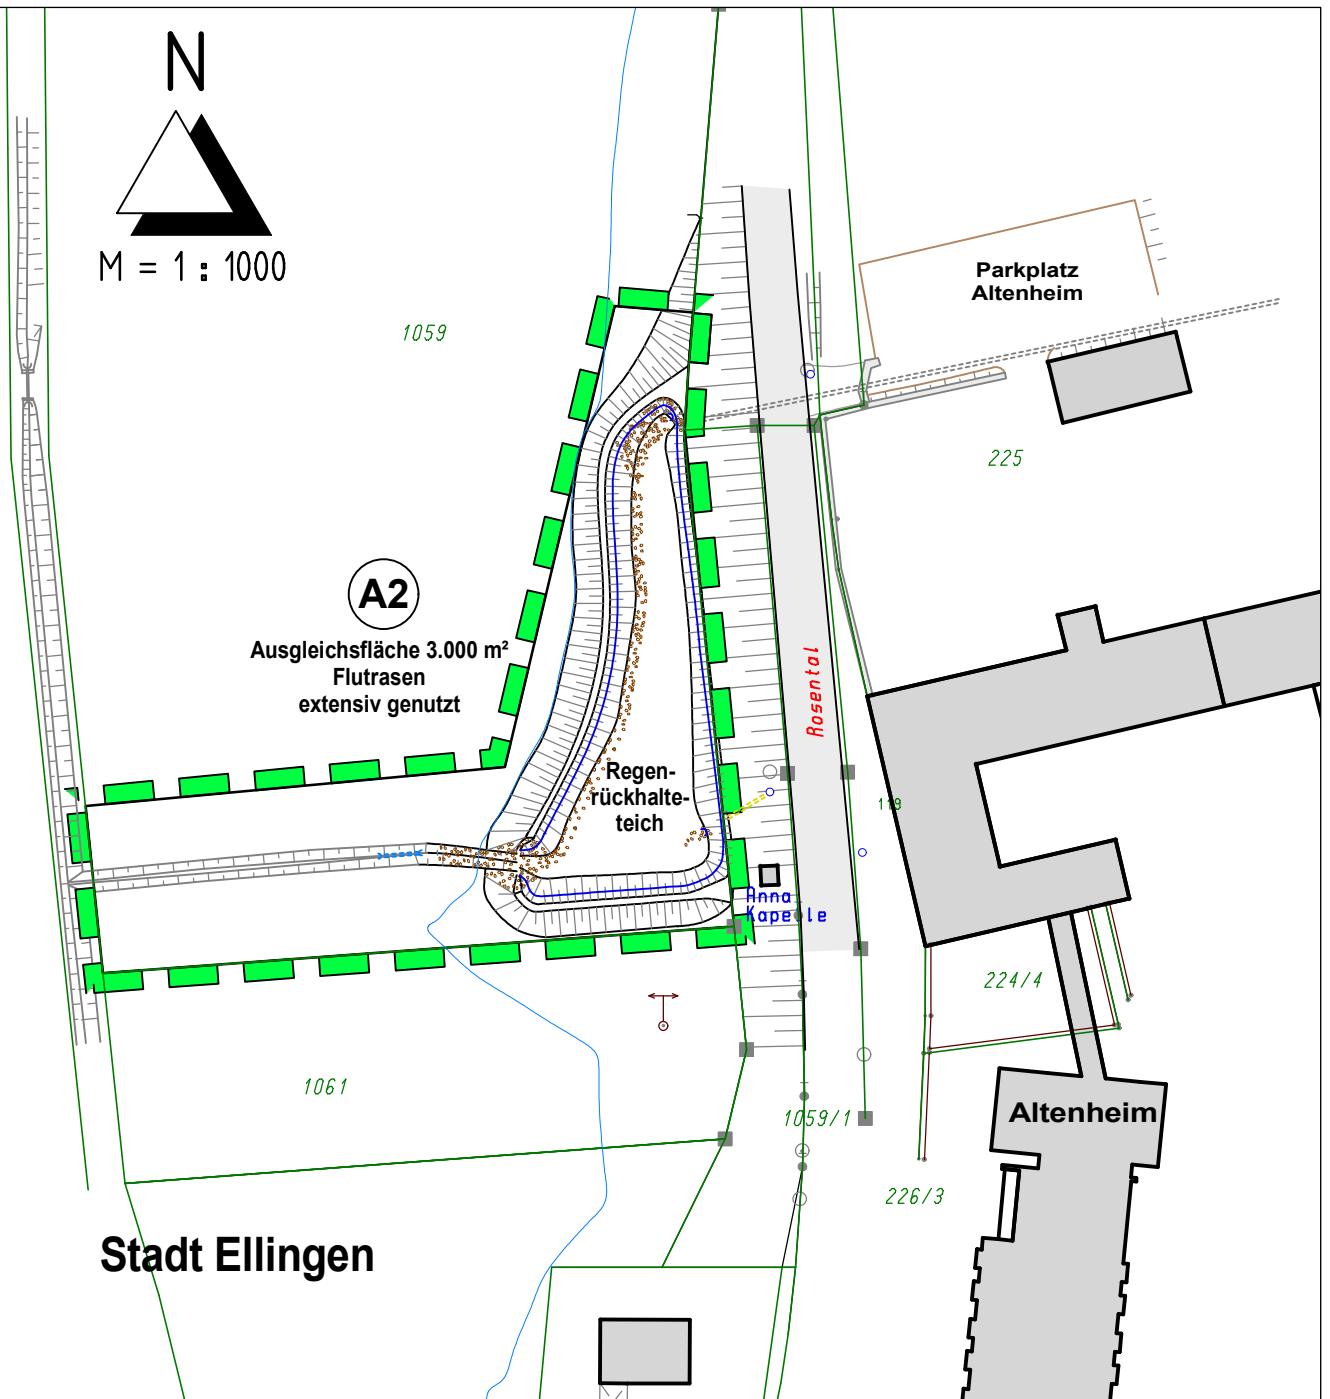 N
M = 1 : 1000
Parkplatz
Altenheim
1059
225
A2
Ausgleichsfläche 3.000 m²
Flutrasen
extensiv genutzt
Rosental
Regen-
rückhalte-
teich
119
Anna
Kapelle
224/4
1061
1059/1
Altenheim
226/3
Stadt Ellingen